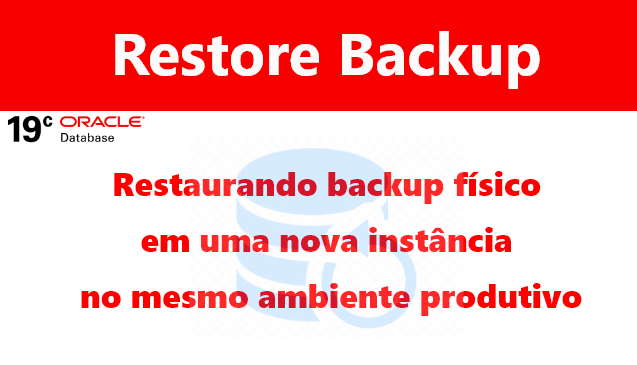 Restore Backup
19c ORACLE®
Database
Restaurando backup físico
em uma nova instância
no mesmo ambiente produtivo